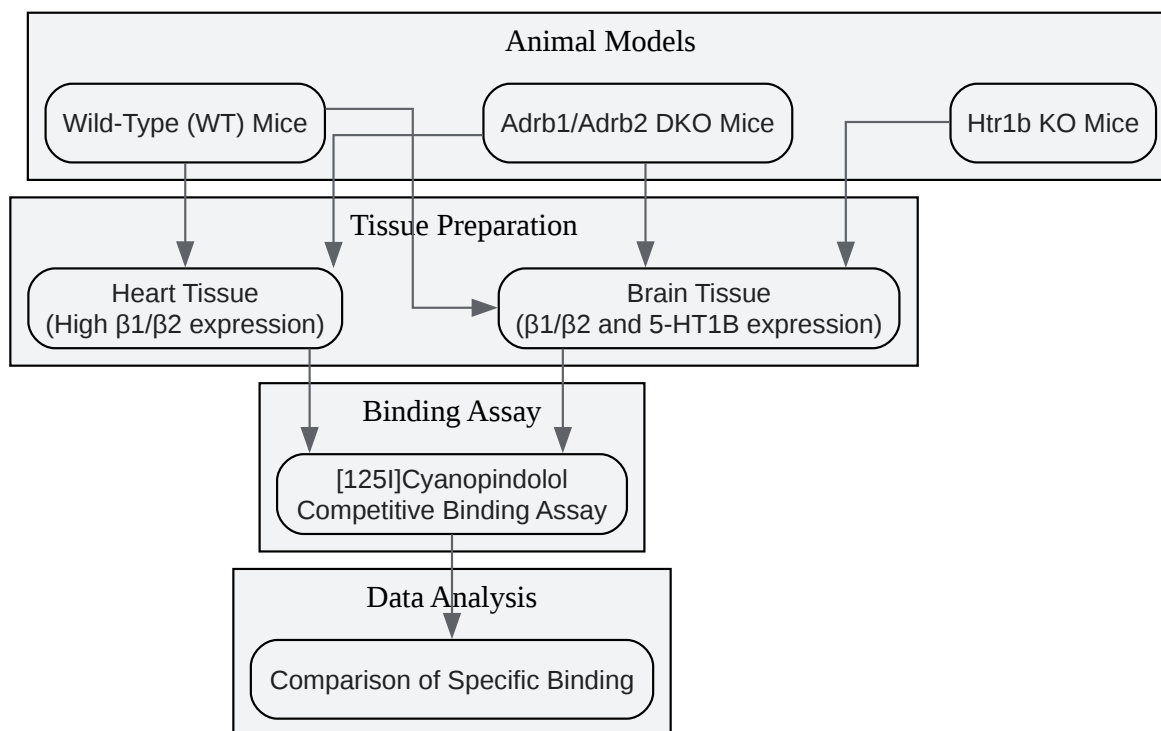 Animal Models
Wild-Type (WT) Mice
Adrb1/Adrb2 DKO Mice
Htr1b KO Mice
Tissue Preparation
Heart Tissue
(High β1/β2 expression)
Brain Tissue
(β1/β2 and 5-HT1B expression)
Binding Assay
[125I]Cyanopindolol
Competitive Binding Assay
Data Analysis
Comparison of Specific Binding